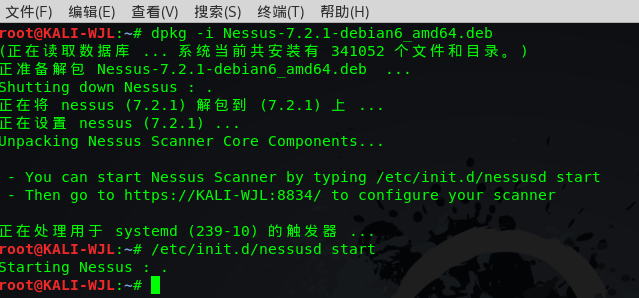 文件(F) 编辑(E) 查看(V) 搜索(S) 终端(T) 帮助(H)
root@KALI-WJL:~# dpkg -i Nessus-7.2.1-debian6_amd64.deb
(正在读取数据库 ... 系统当前共安装有 341052 个文件和目录。)
正准备解包 Nessus-7.2.1-debian6_amd64.deb  ...
Shutting down Nessus : .
正在将 nessus (7.2.1) 解包到 (7.2.1) 上 ...
正在设置 nessus (7.2.1) ...
Unpacking Nessus Scanner Core Components...
- You can start Nessus Scanner by typing /etc/init.d/nessusd start
- Then go to https://KALI-WJL:8834/ to configure your scanner
正在处理用于 systemd (239-10) 的触发器 ...
root@KALI-WJL:~# /etc/init.d/nessusd start
Starting Nessus : .
root@KALI-WJL:~#